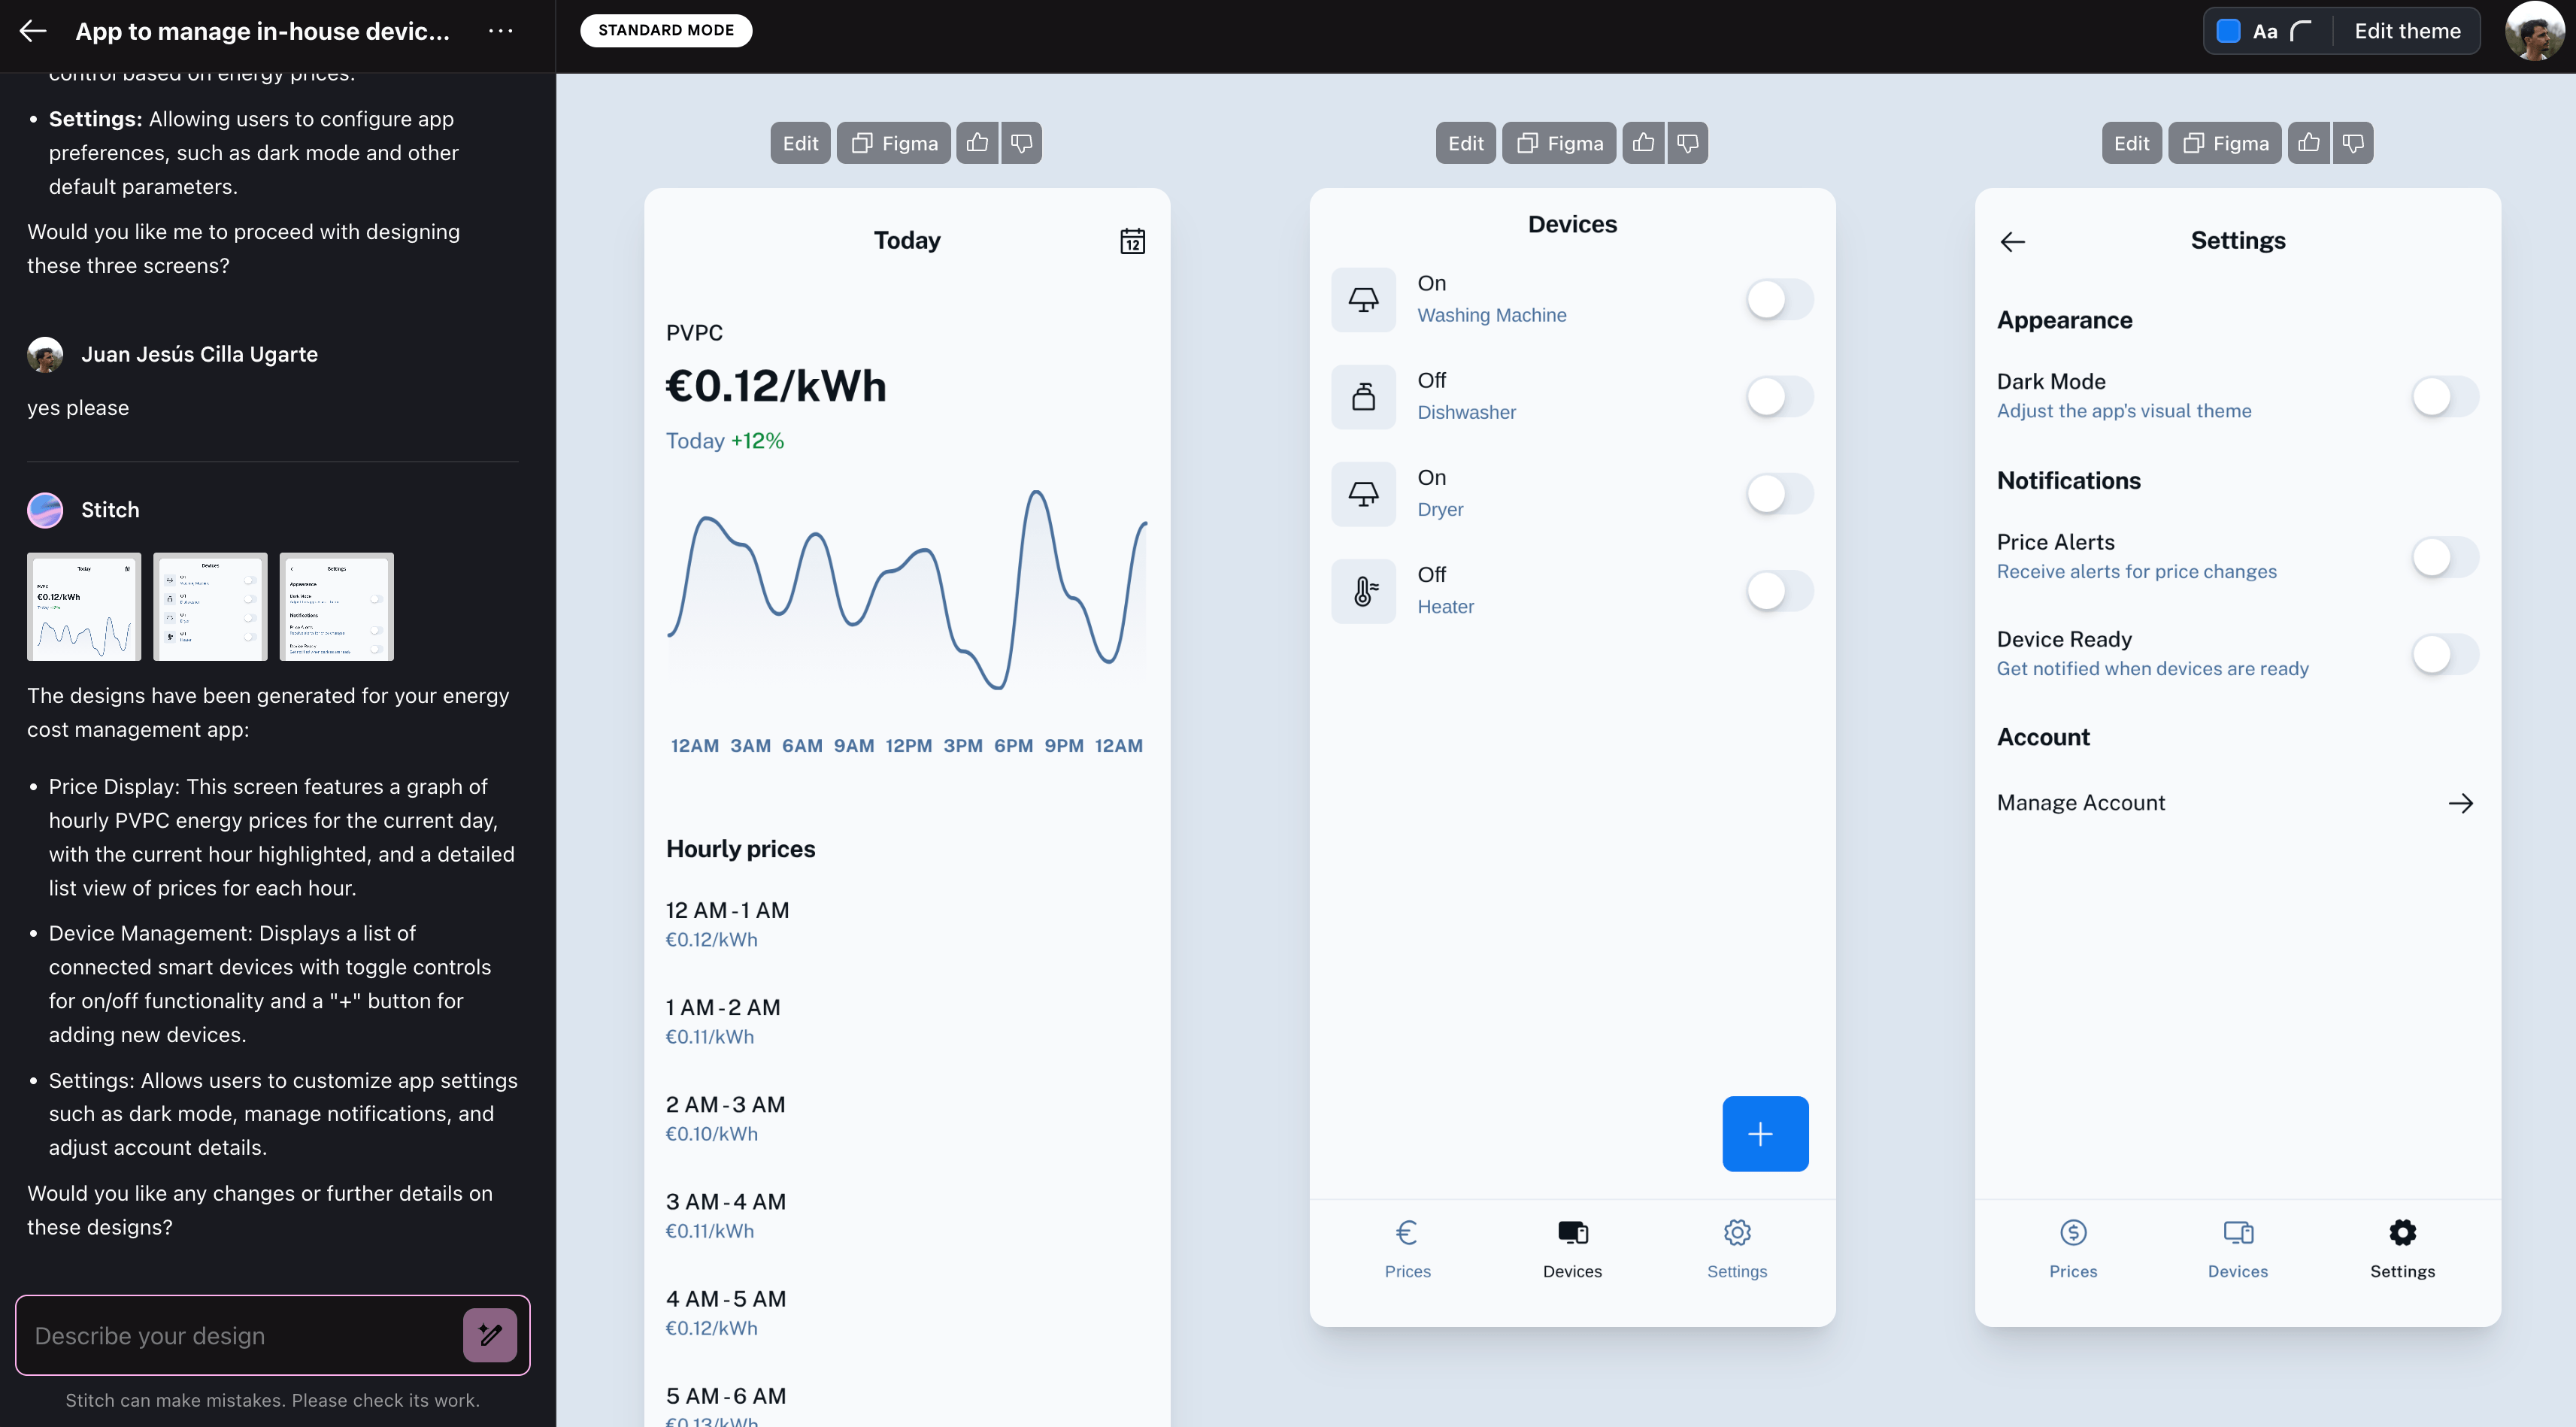 App to manage in-house devic...
STANDARD MODE
Aa
Edit theme
control based on energy prices.
• Settings: Allowing users to configure app
preferences, such as dark mode and other
default parameters.
Would you like me to proceed with designing
these three screens?
Juan Jesús Cilla Ugarte
yes please
Stitch
The designs have been generated for your energy
cost management app:
• Price Display: This screen features a graph of
hourly PVPC energy prices for the current day,
with the current hour highlighted, and a detailed
list view of prices for each hour.
• Device Management: Displays a list of
connected smart devices with toggle controls
for on/off functionality and a "+" button for
adding new devices.
• Settings: Allows users to customize app settings
such as dark mode, manage notifications, and
adjust account details.
Would you like any changes or further details on
these designs?
Describe your design
Stitch can make mistakes. Please check its work.
Edit
Figma
Today
12
PVPC
€0.12/kWh
Today +12%
12AM 3AM 6AM 9AM 12PM 3PM 6PM 9PM 12AM
Hourly prices
12 AM - 1 AM
€0.12/kWh
1 AM - 2 AM
€0.11/kWh
2 AM - 3 AM
€0.10/kWh
3 AM - 4 AM
€0.11/kWh
4 AM - 5 AM
€0.12/kWh
5 AM - 6 AM
€0.13/kWh
Edit
Figma
Devices
On
Washing Machine
Off
Dishwasher
On
Dryer
Off
Heater
+
€
Prices
Devices
Settings
Edit
Figma
Settings
Appearance
Dark Mode
Adjust the app's visual theme
Notifications
Price Alerts
Receive alerts for price changes
Device Ready
Get notified when devices are ready
Account
Manage Account
$
Prices
Devices
Settings